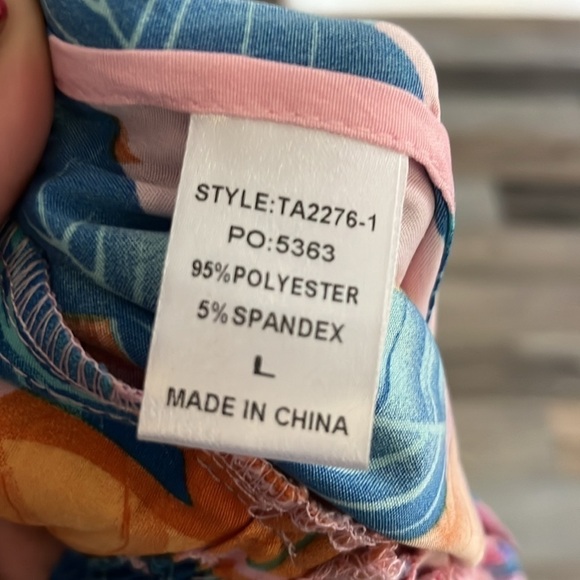 STYLE:TA2276-1
PO:5363
95%POLYESTER
5%SPANDEX
L
MADE IN CHINA